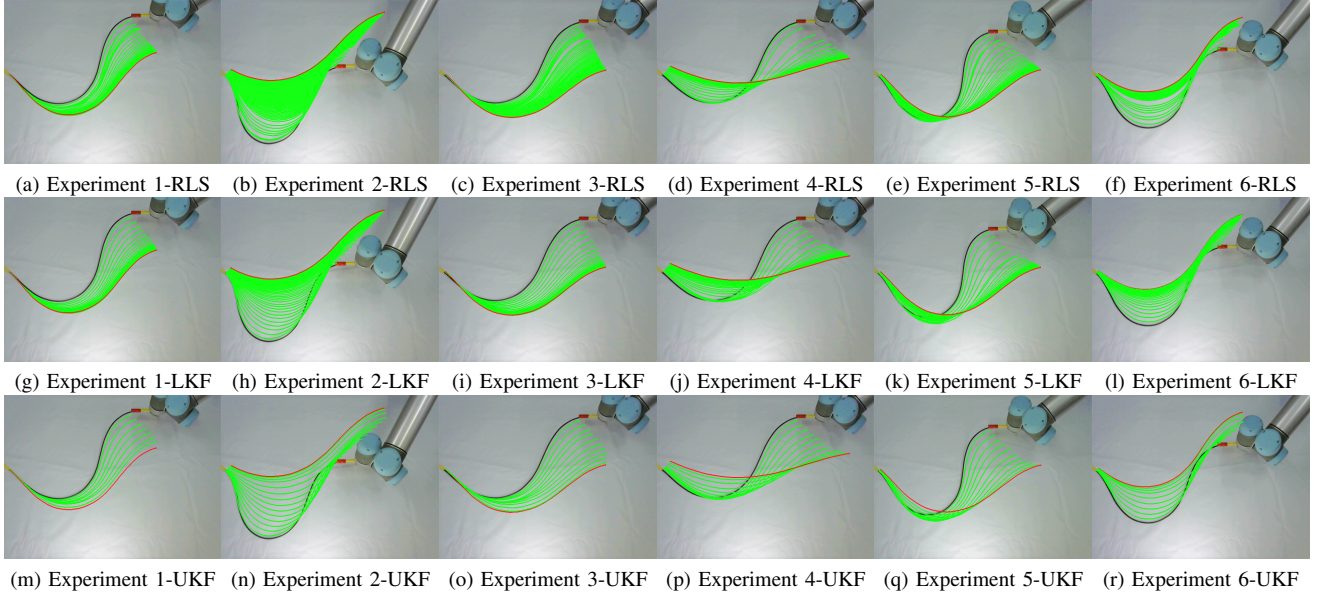 (a) Experiment 1-RLS (b) Experiment 2-RLS (c) Experiment 3-RLS (d) Experiment 4-RLS (e) Experiment 5-RLS (f) Experiment 6-RLS
(g) Experiment 1-LKF (h) Experiment 2-LKF (i) Experiment 3-LKF (j) Experiment 4-LKF (k) Experiment 5-LKF (l) Experiment 6-LKF
(m) Experiment 1-UKF (n) Experiment 2-UKF (o) Experiment 3-UKF (p) Experiment 4-UKF (q) Experiment 5-UKF (r) Experiment 6-UKF